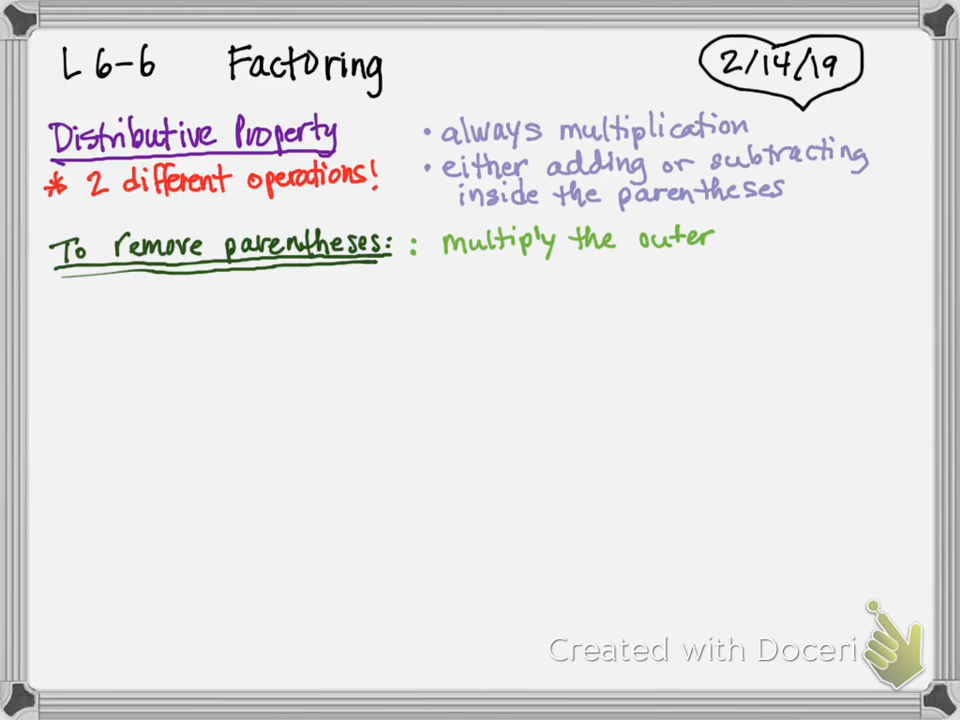 L 6-6 Factoring 2/14/19
Distributive Property
* 2 different operations!
• always multiplication
• either adding or subtracting
inside the parentheses
To remove parentheses: : multiply the outer
Created with Doceri